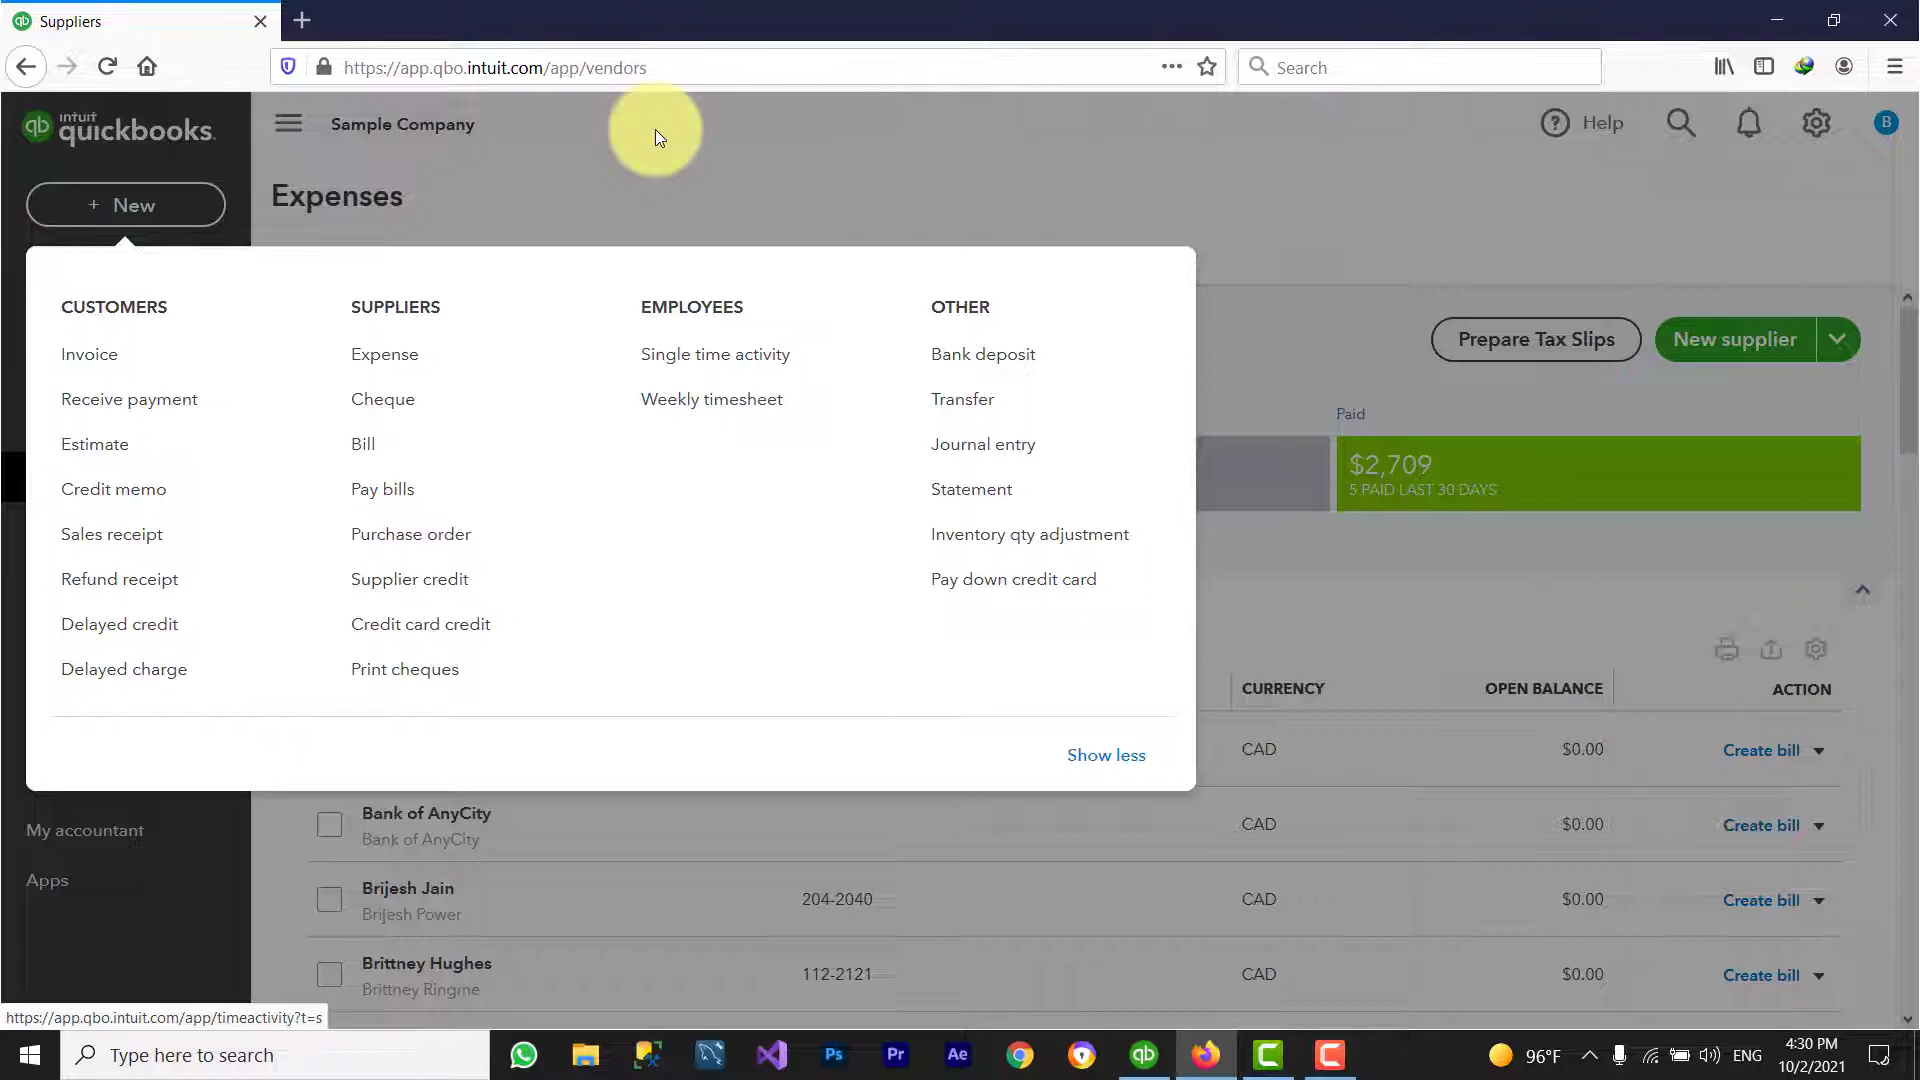 Suppliers
https://app.qbo.intuit.com/app/vendors
Search
intuit
quickbooks.
Sample Company
Help
B
+ New
Expenses
CUSTOMERS
Invoice
Receive payment
Estimate
Credit memo
Sales receipt
Refund receipt
Delayed credit
Delayed charge
SUPPLIERS
Expense
Cheque
Bill
Pay bills
Purchase order
Supplier credit
Credit card credit
Print cheques
EMPLOYEES
Single time activity
Weekly timesheet
OTHER
Bank deposit
Transfer
Journal entry
Statement
Inventory qty adjustment
Pay down credit card
Show less
Prepare Tax Slips
New supplier
Paid
$2,709
5 PAID LAST 30 DAYS
CURRENCY OPEN BALANCE ACTION
CAD $0.00 Create bill
Bank of AnyCity
Bank of AnyCity
CAD $0.00 Create bill
Brijesh Jain
Brijesh Power
204-2040 CAD $0.00 Create bill
Brittney Hughes
Brittney Ringme
112-2121 CAD $0.00 Create bill
My accountant
Apps
https://app.qbo.intuit.com/app/timeactivity?t=s
Type here to search
Ps
Pr
Ae
qb
96°F
ENG
4:30 PM
10/2/2021